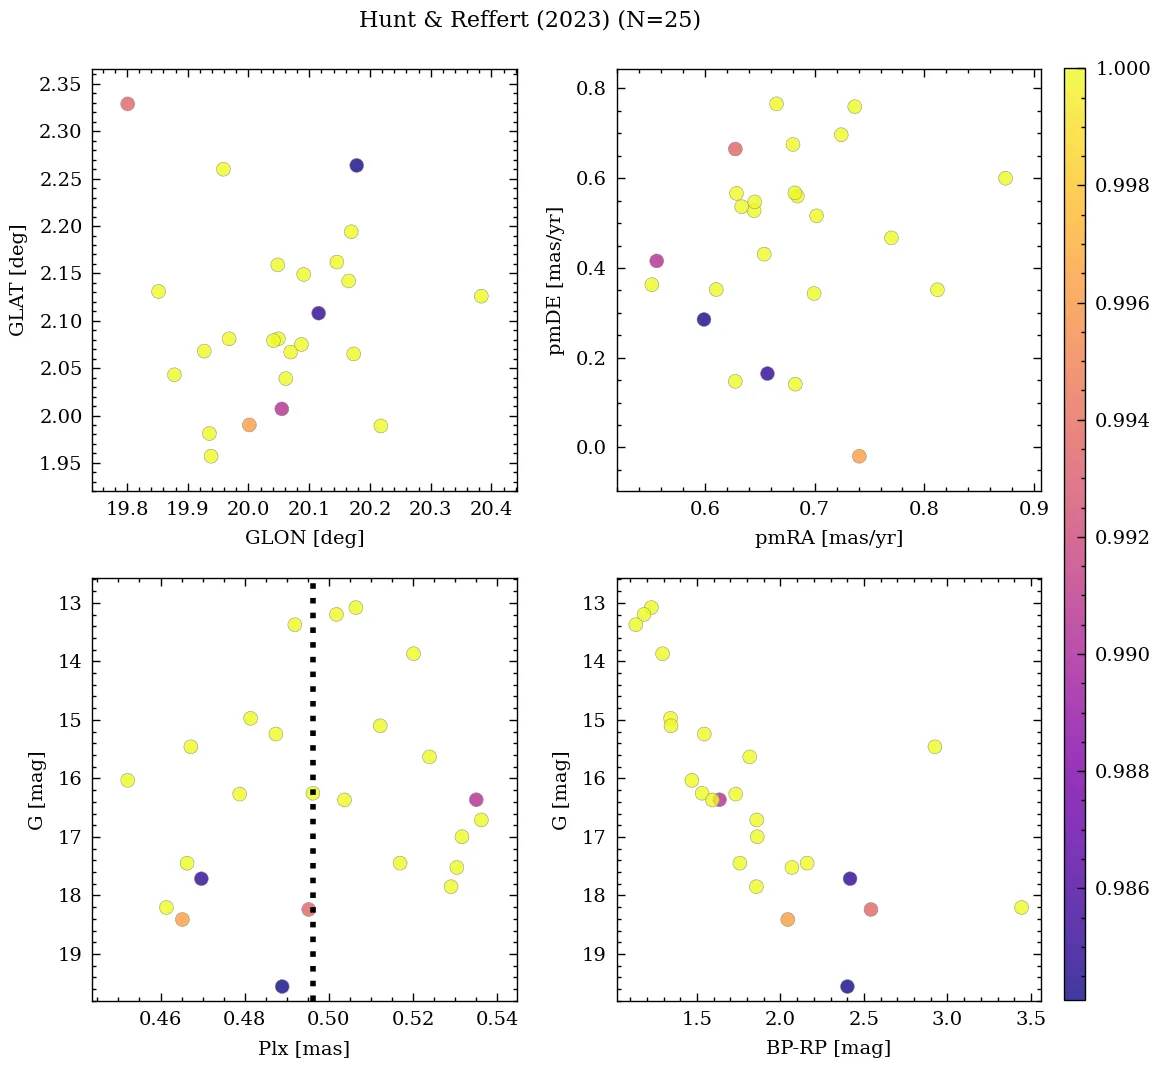 Hunt & Reffert (2023) (N=25)
2.35
2.30
2.25
2.20
2.15
2.10
2.05
2.00
1.95
GLAT [deg]
19.8 19.9 20.0 20.1 20.2 20.3 20.4
GLON [deg]
0.8
0.6
0.4
0.2
0.0
pmDE [mas/yr]
0.6 0.7 0.8 0.9
pmRA [mas/yr]
13
14
15
16
17
18
19
G [mag]
0.46 0.48 0.50 0.52 0.54
Plx [mas]
13
14
15
16
17
18
19
G [mag]
1.5 2.0 2.5 3.0 3.5
BP-RP [mag]
1.000
0.998
0.996
0.994
0.992
0.990
0.988
0.986